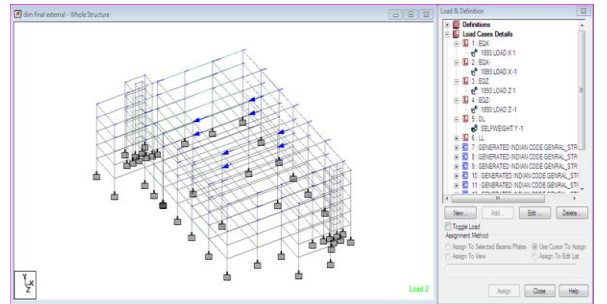 dim final external - Whole Structure
Y
X
Z
Load 2
Load & Definition
Definitions
Load Cases Details
1 : EQX
1893 LOAD X 1
2 : EQX-
1893 LOAD X -1
3 : EQZ
1893 LOAD Z 1
4 : EQZ-
1893 LOAD Z -1
5 : DL
SELFWEIGHT Y -1
6 : LL
7 : GENERATED INDIAN CODE GENRAL_STR
8 : GENERATED INDIAN CODE GENRAL_STR
9 : GENERATED INDIAN CODE GENRAL_STR
10 : GENERATED INDIAN CODE GENRAL_STI
11 : GENERATED INDIAN CODE GENRAL_STI
New...
Add...
Edit ...
Delete...
Toggle Load
Assignment Method
Assign To Selected Beams/Plates
Use Cursor To Assign
Assign To View
Assign To Edit List
Assign
Close
Help